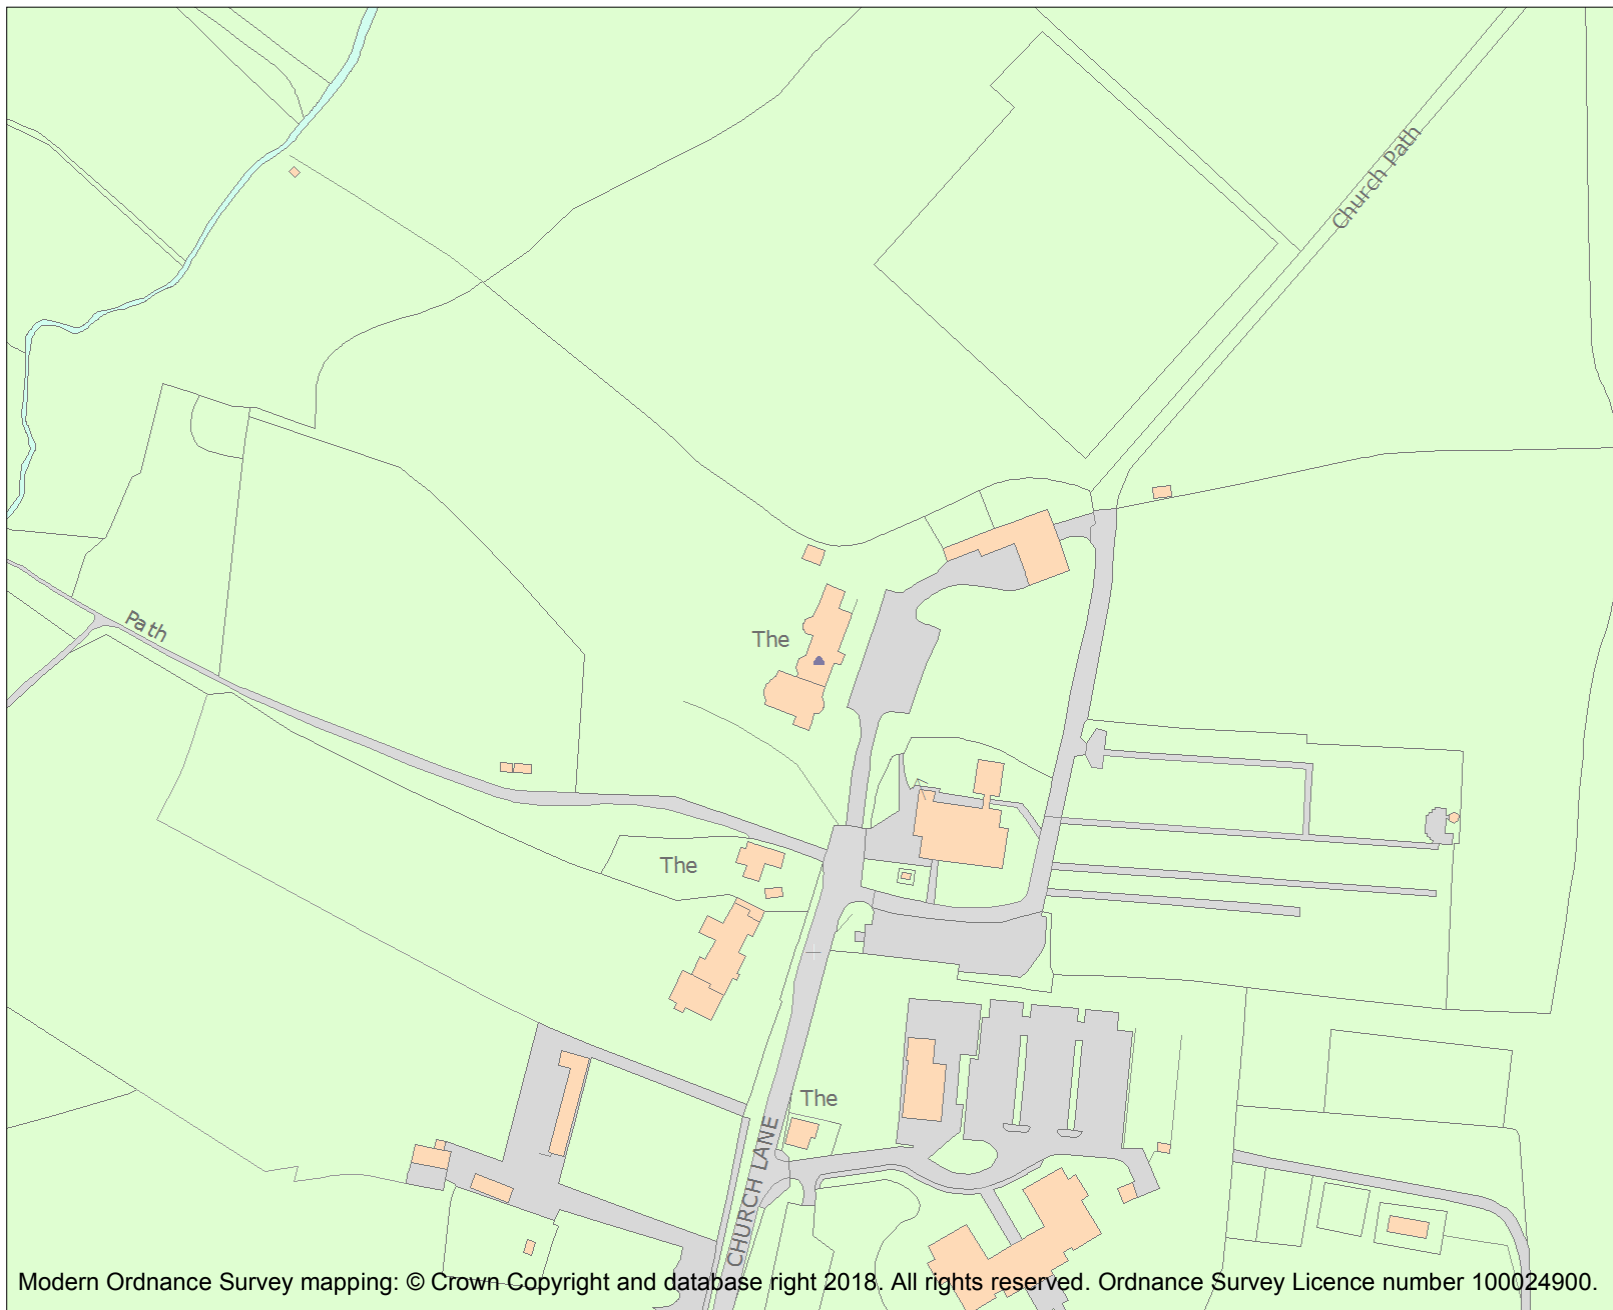 Church Path
Path
The
The
The
CHURCH LANE
Modern Ordnance Survey mapping: © Crown Copyright and database right 2018. All rights reserved. Ordnance Survey Licence number 100024900.